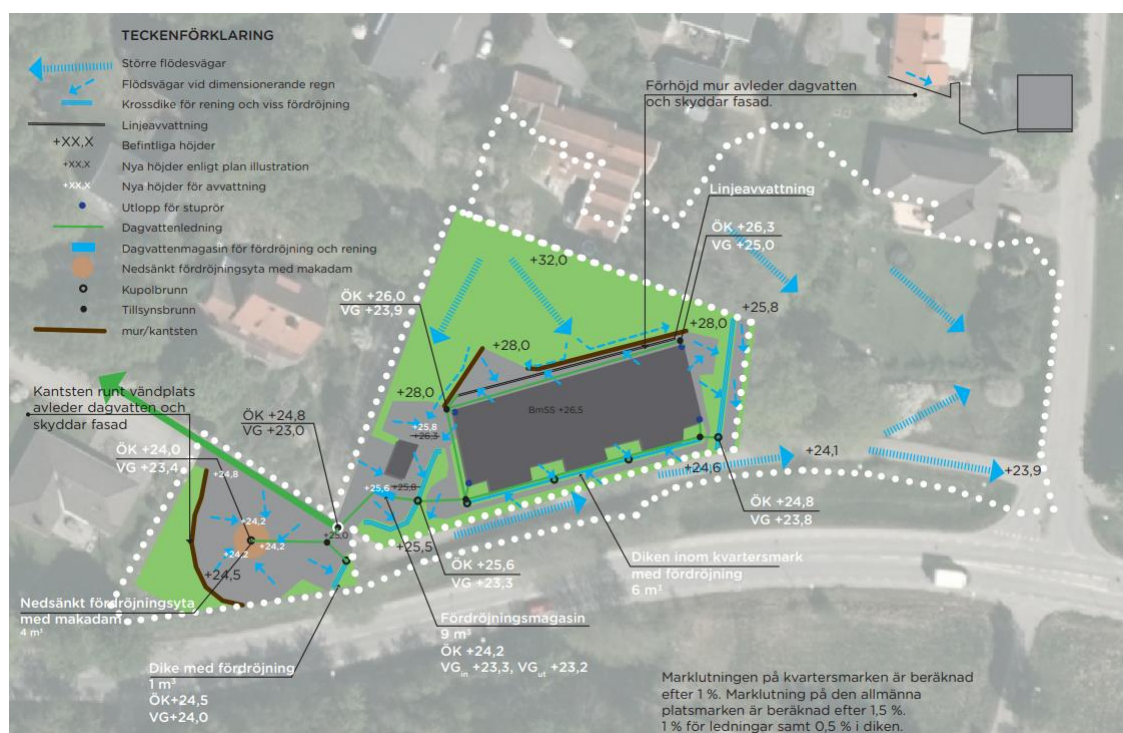 TECKENFÖRKLARING
Större flödesvägar
Flödsvägar vid dimensionerande regn
Krossdike för rening och viss fördröjning
Linjeavvattning
+XX,X Befintliga höjder
+XX,X Nya höjder enligt plan illustration
+XX,X Nya höjder för avvattning
Utlopp för stuprör
Dagvattenledning
Dagvattenmagasin för fördröjning och rening
Nedsänkt fördröjningsyta med makadam
Kupolbrunn
Tillsynsbrunn
mur/kantsten
Förhöjd mur avleder dagvatten
och skyddar fasad.
Linjeavvattning
ÖK +26,3
VG +25,0
+32,0
ÖK +26,0
VG +23,9
+25,8
+28,0
+28,0
+28,0
Kantsten runt vändplats
avleder dagvatten och
skyddar fasad
ÖK +24,8
VG +23,0
BmSS +26,5
+25,8
+26,3
ÖK +24,0
VG +23,4
+24,8
+24,1
+24,6
+23,9
+25,6
+25,8
ÖK +24,8
VG +23,8
+24,2
+24,2
+24,2
+25,0
+25,5
+24,5
ÖK +25,6
VG +23,3
Diken inom kvartersmark
med fördröjning
6 m³
Nedsänkt fördröjningsyta
med makadam
4 m³
Fördröjningsmagasin
9 m³
ÖK +24,2
VGin +23,3, VGut +23,2
Dike med fördröjning
1 m³
ÖK+24,5
VG+24,0
Marklutningen på kvartersmarken är beräknad
efter 1 %. Marklutning på den allmänna
platsmarken är beräknad efter 1,5 %.
1 % för ledningar samt 0,5 % i diken.